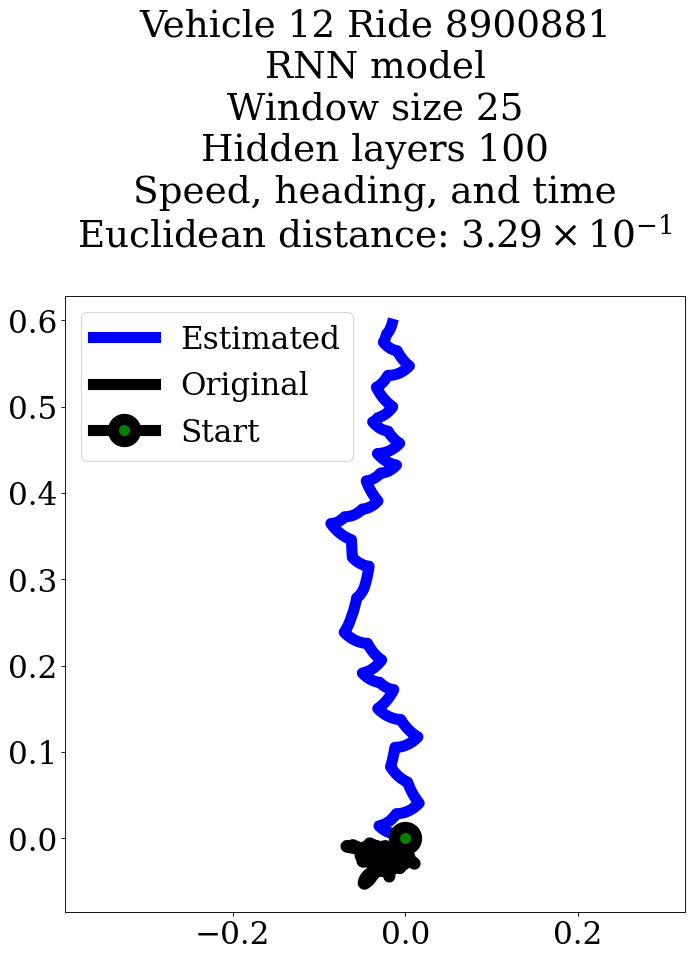 Vehicle 12 Ride 8900881
RNN model
Window size 25
Hidden layers 100
Speed, heading, and time
Euclidean distance: 3.29 × 10⁻¹
Estimated
Original
Start
0.6
0.5
0.4
0.3
0.2
0.1
0.0
−0.2 0.0 0.2